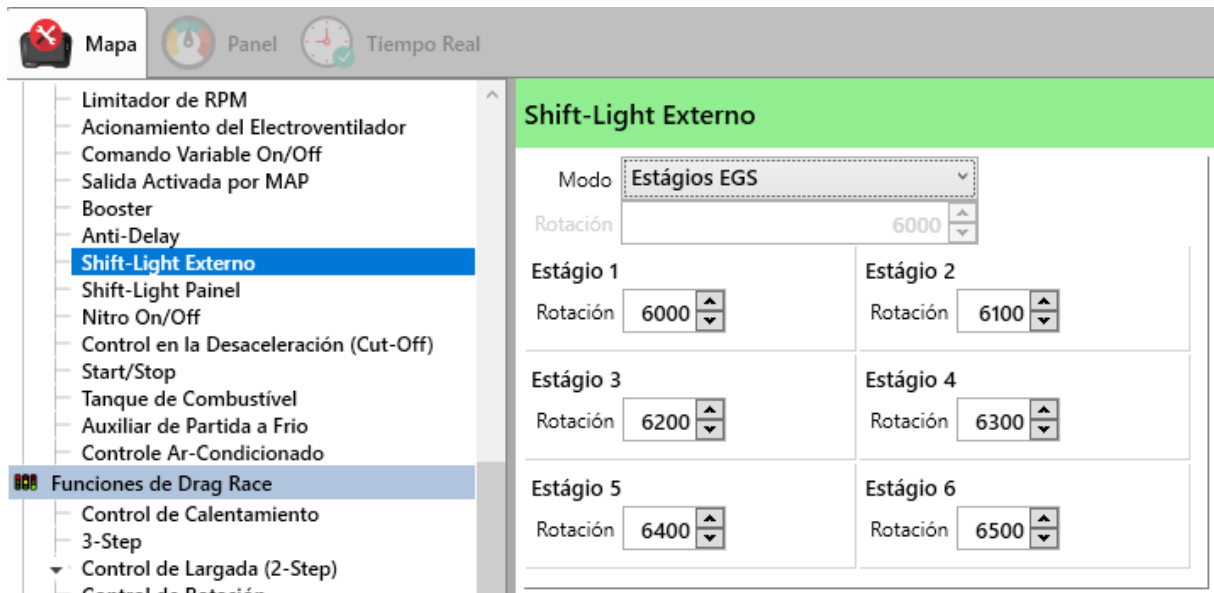 Mapa
Panel
Tiempo Real
Limitador de RPM
Acionamiento del Electroventilador
Comando Variable On/Off
Salida Activada por MAP
Booster
Anti-Delay
Shift-Light Externo
Shift-Light Painel
Nitro On/Off
Control en la Desaceleración (Cut-Off)
Start/Stop
Tanque de Combustível
Auxiliar de Partida a Frio
Controle Ar-Condicionado
Funciones de Drag Race
Control de Calentamiento
3-Step
Control de Largada (2-Step)
Control de Rotación
Shift-Light Externo
Modo Estágios EGS
Rotación 6000
Estágio 1 Estágio 2
Rotación 6000 Rotación 6100
Estágio 3 Estágio 4
Rotación 6200 Rotación 6300
Estágio 5 Estágio 6
Rotación 6400 Rotación 6500